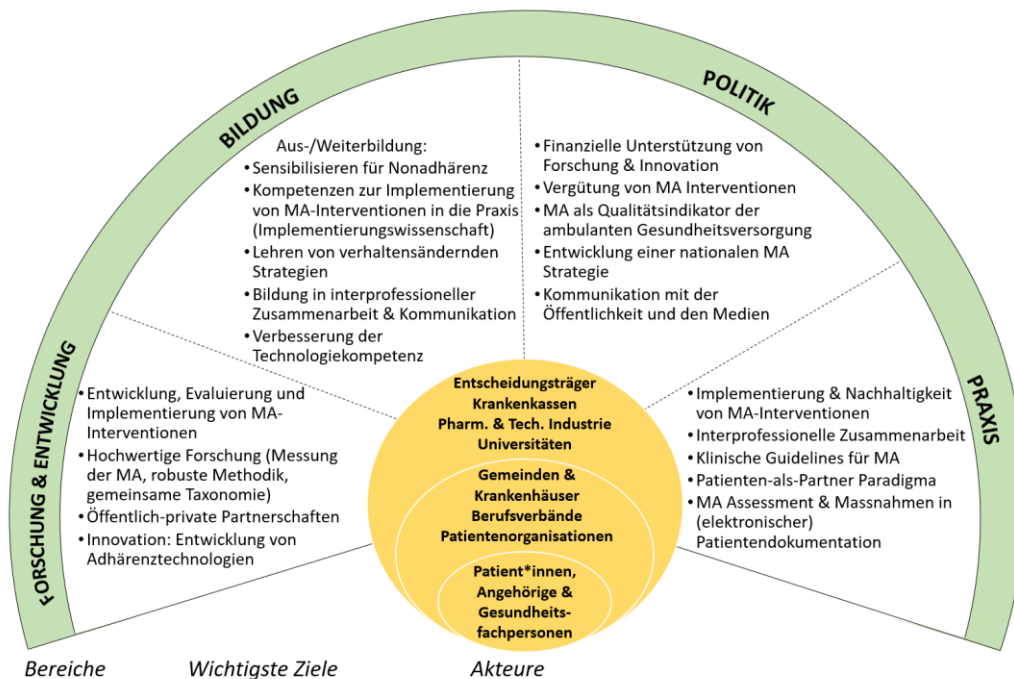 BILDUNG
Aus-/Weiterbildung:
• Sensibilisieren für Nonadhärenz
• Kompetenzen zur Implementierung
von MA-Interventionen in die Praxis
(Implementierungswissenschaft)
• Lehren von verhaltensändernden
Strategien
• Bildung in interprofessioneller
Zusammenarbeit & Kommunikation
• Verbesserung der
Technologiekompetenz
POLITIK
• Finanzielle Unterstützung von
Forschung & Innovation
• Vergütung von MA Interventionen
• MA als Qualitätsindikator der
ambulanten Gesundheitsversorgung
• Entwicklung einer nationalen MA
Strategie
• Kommunikation mit der
Öffentlichkeit und den Medien
FORSCHUNG & ENTWICKLUNG
• Entwicklung, Evaluierung und
Implementierung von MA-
Interventionen
• Hochwertige Forschung (Messung
der MA, robuste Methodik,
gemeinsame Taxonomie)
• Öffentlich-private Partnerschaften
• Innovation: Entwicklung von
Adhärenztechnologien
Entscheidungsträger
Krankenkassen
Pharm. & Tech. Industrie
Universitäten
Gemeinden &
Krankenhäuser
Berufsverbände
Patientenorganisationen
Patient*innen,
Angehörige &
Gesundheits-
fachpersonen
PRAXIS
• Implementierung & Nachhaltigkeit
von MA-Interventionen
• Interprofessionelle Zusammenarbeit
• Klinische Guidelines für MA
• Patienten-als-Partner Paradigma
• MA Assessment & Massnahmen in
(elektronischer)
Patientendokumentation
Bereiche
Wichtigste Ziele
Akteure